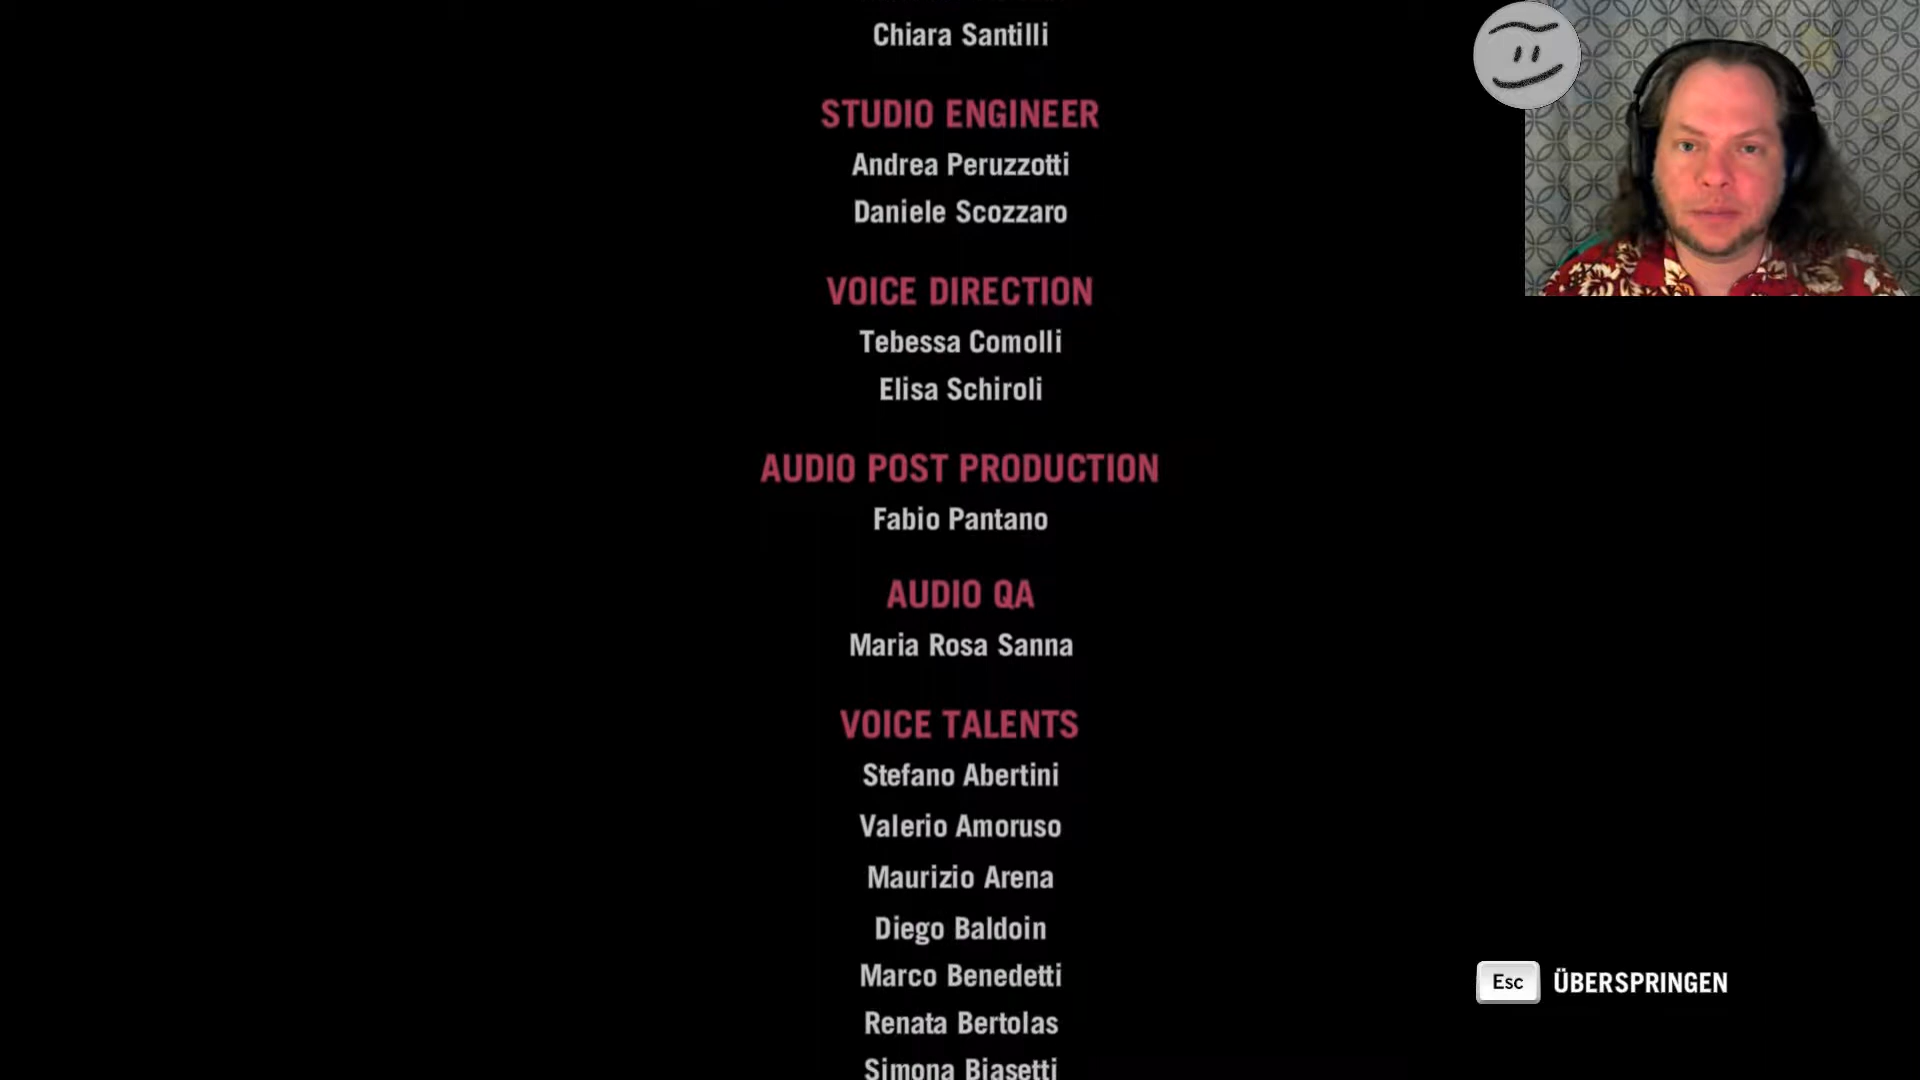 Chiara Santilli
STUDIO ENGINEER
Andrea Peruzzotti
Daniele Scozzaro
VOICE DIRECTION
Tebessa Comolli
Elisa Schiroli
AUDIO POST PRODUCTION
Fabio Pantano
AUDIO QA
Maria Rosa Sanna
VOICE TALENTS
Stefano Abertini
Valerio Amoruso
Maurizio Arena
Diego Baldoin
Marco Benedetti
Renata Bertolas
Simona Biasetti
Esc ÜBERSPRINGEN